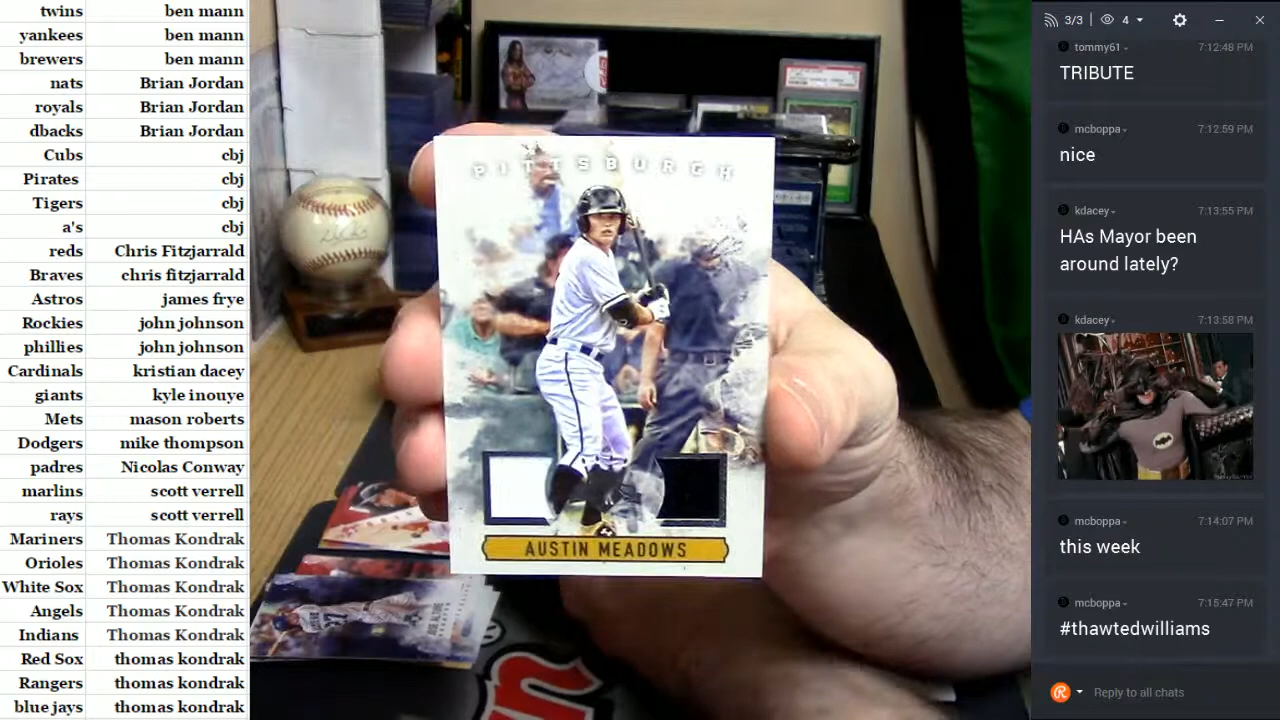 twins ben mann
yankees ben mann
brewers ben mann
nats Brian Jordan
royals Brian Jordan
dbacks Brian Jordan
Cubs cbj
Pirates cbj
Tigers cbj
a's cbj
reds Chris Fitzjarrald
Braves chris fitzjarrald
Astros james frye
Rockies john johnson
phillies john johnson
Cardinals kristian dacey
giants kyle inouye
Mets mason roberts
Dodgers mike thompson
padres Nicolas Conway
marlins scott verrell
rays scott verrell
Mariners Thomas Kondrak
Orioles Thomas Kondrak
White Sox Thomas Kondrak
Angels Thomas Kondrak
Indians Thomas Kondrak
Red Sox thomas kondrak
Rangers thomas kondrak
blue jays thomas kondrak
PITTSBURGH
AUSTIN MEADOWS
3/3 4
tommy61 7:12:48 PM
TRIBUTE
mcboppa 7:12:59 PM
nice
kdacey 7:13:55 PM
HAs Mayor been
around lately?
kdacey 7:13:58 PM
mcboppa 7:14:07 PM
this week
mcboppa 7:15:47 PM
#thawtedwilliams
Reply to all chats